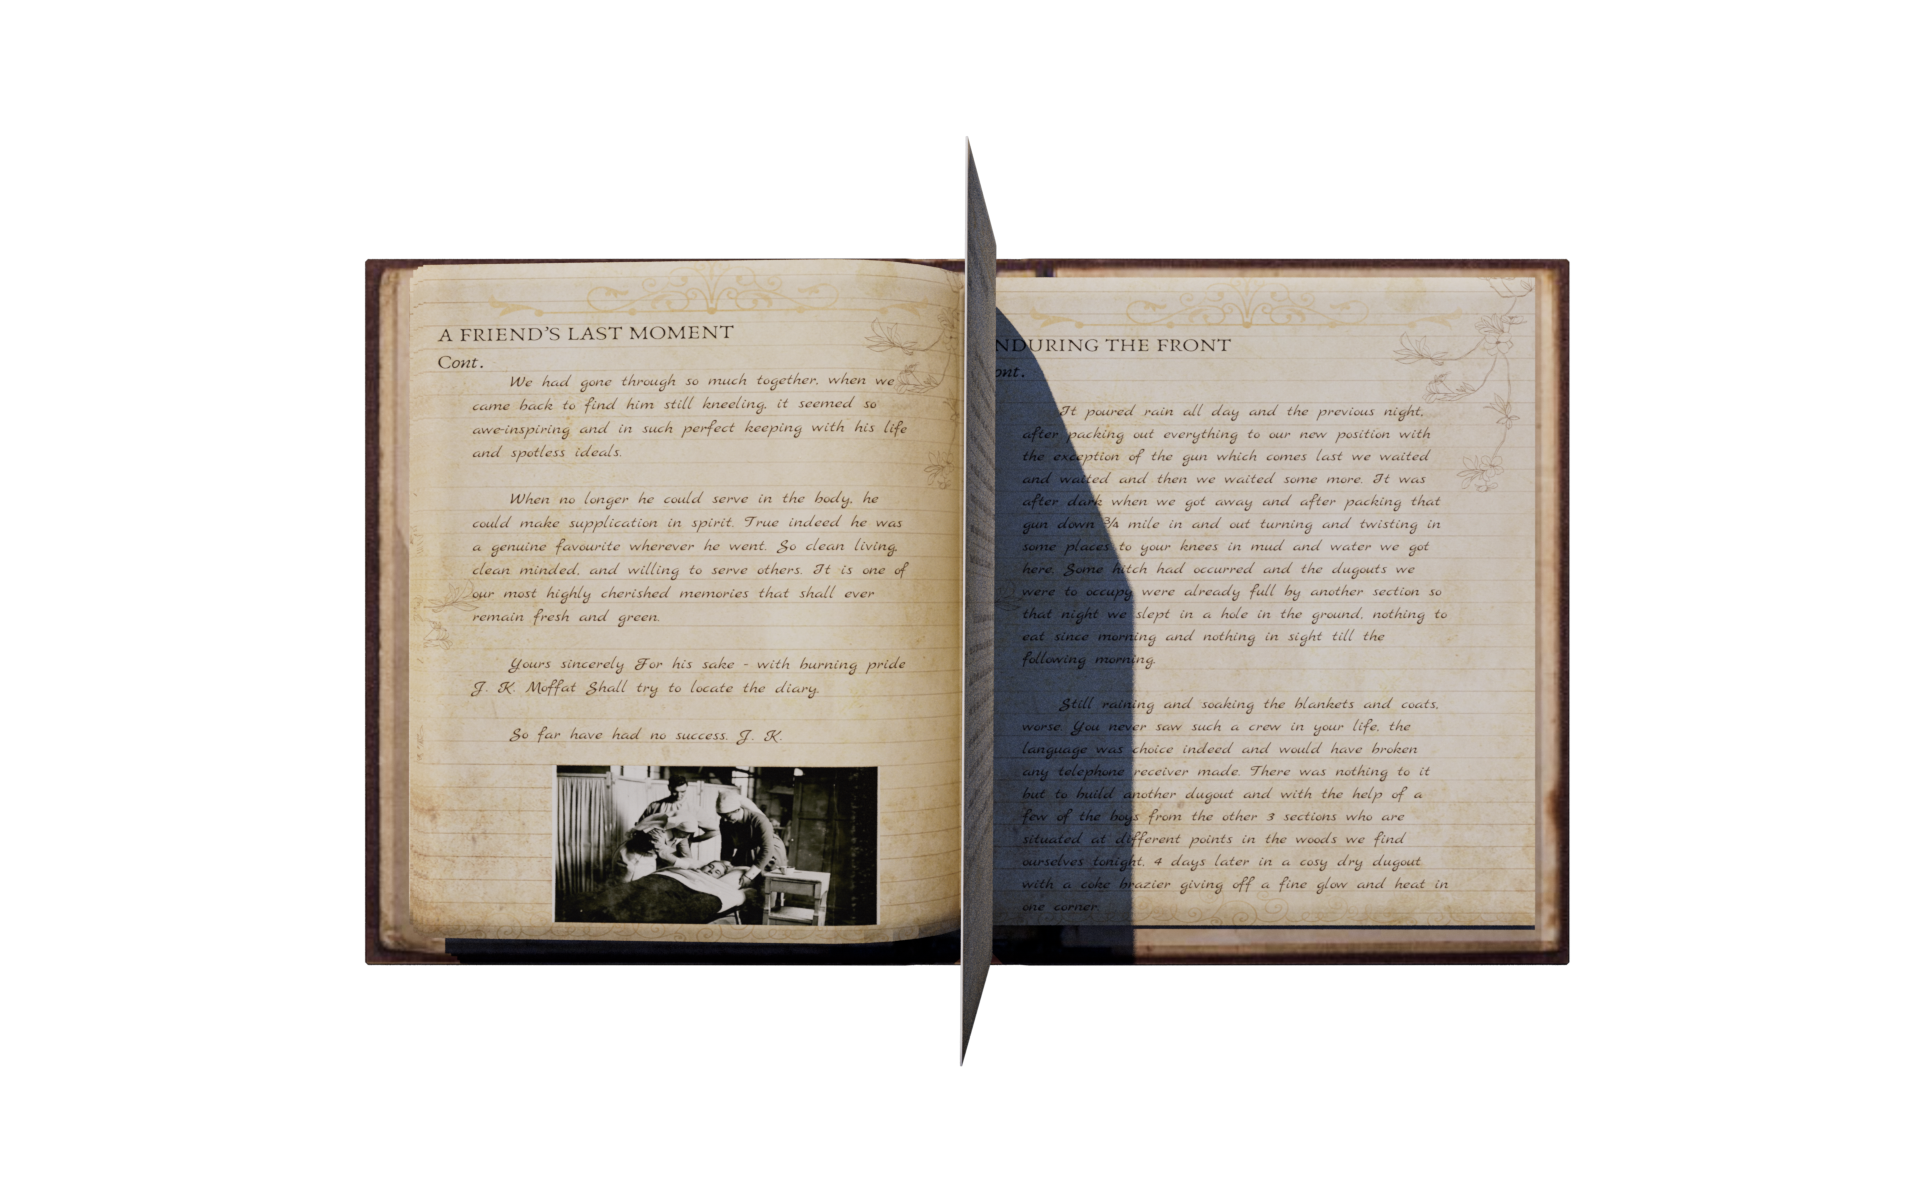 A FRIEND'S LAST MOMENT
Cont.
We had gone through so much together, when we
came back to find him still kneeling, it seemed so
awe-inspiring and in such perfect keeping with his life
and spotless ideals.
When no longer he could serve in the body, he
could make supplication in spirit. True indeed he was
a genuine favourite wherever he went. So clean living,
clean minded, and willing to serve others. It is one of
our most highly cherished memories that shall ever
remain fresh and green.
Yours sincerely For his sake - with burning pride
J. K. Moffat Shall try to locate the diary.
So far have had no success. J. K.
NDURING THE FRONT
ont.
It poured rain all day and the previous night,
after packing out everything to our new position with
the exception of the gun which comes last we waited
and waited and then we waited some more. It was
after dark when we got away and after packing that
gun down ¾ mile in and out turning and twisting in
some places to your knees in mud and water we got
here. Some hitch had occurred and the dugouts we
were to occupy were already full by another section so
that night we slept in a hole in the ground, nothing to
eat since morning and nothing in sight till the
following morning.
Still raining and soaking the blankets and coats,
worse. You never saw such a crew in your life, the
language was choice indeed and would have broken
any telephone receiver made. There was nothing to it
but to build another dugout and with the help of a
few of the boys from the other 3 sections who are
situated at different points in the woods we find
ourselves tonight, 4 days later in a cosy dry dugout
with a coke brazier giving off a fine glow and heat in
one corner.